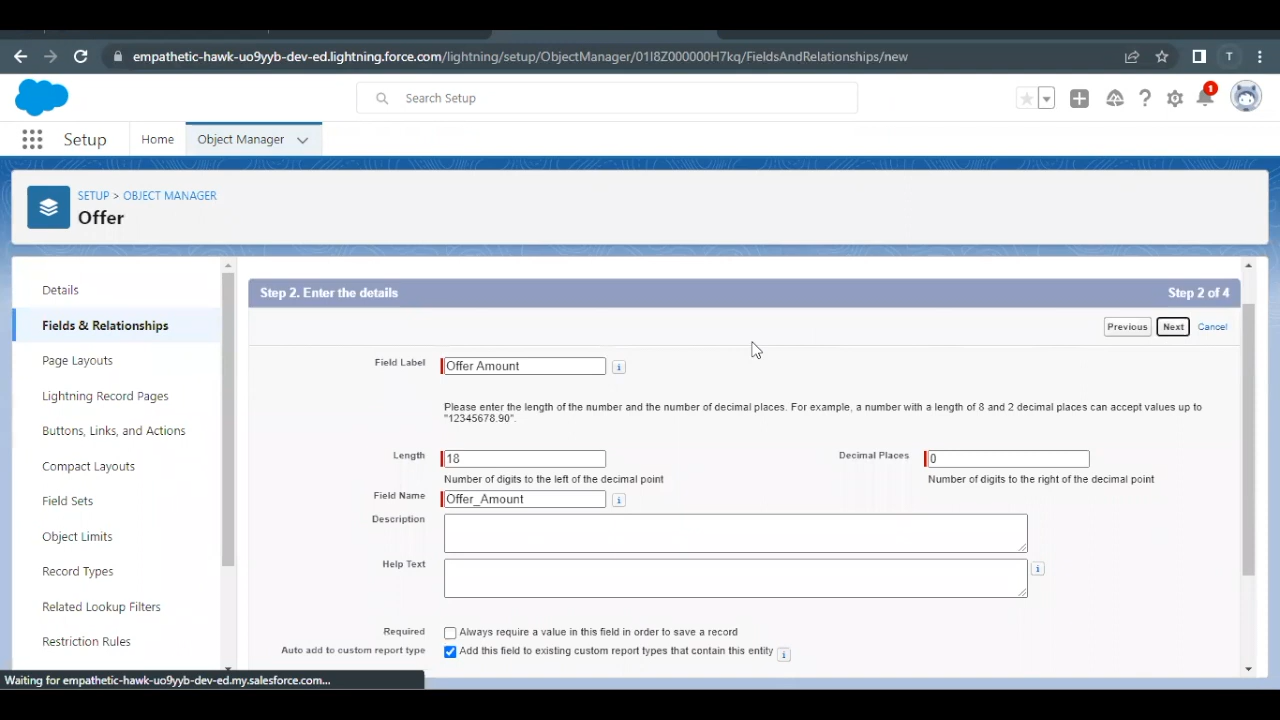 empathetic-hawk-uo9yyb-dev-ed.lightning.force.com/lightning/setup/ObjectManager/01I8Z000000H7kq/FieldsAndRelationships/new
T
Search Setup
1
Setup
Home
Object Manager
SETUP > OBJECT MANAGER
Offer
Details
Fields & Relationships
Page Layouts
Lightning Record Pages
Buttons, Links, and Actions
Compact Layouts
Field Sets
Object Limits
Record Types
Related Lookup Filters
Restriction Rules
Step 2. Enter the details
Step 2 of 4
Previous
Next
Cancel
Field Label
Offer Amount
i
Please enter the length of the number and the number of decimal places. For example, a number with a length of 8 and 2 decimal places can accept values up to
"12345678.90".
Length
18
Decimal Places
0
Number of digits to the left of the decimal point
Number of digits to the right of the decimal point
Field Name
Offer_Amount
i
Description
Help Text
i
Required
Always require a value in this field in order to save a record
Auto add to custom report type
Add this field to existing custom report types that contain this entity
i
Waiting for empathetic-hawk-uo9yyb-dev-ed.my.salesforce.com...